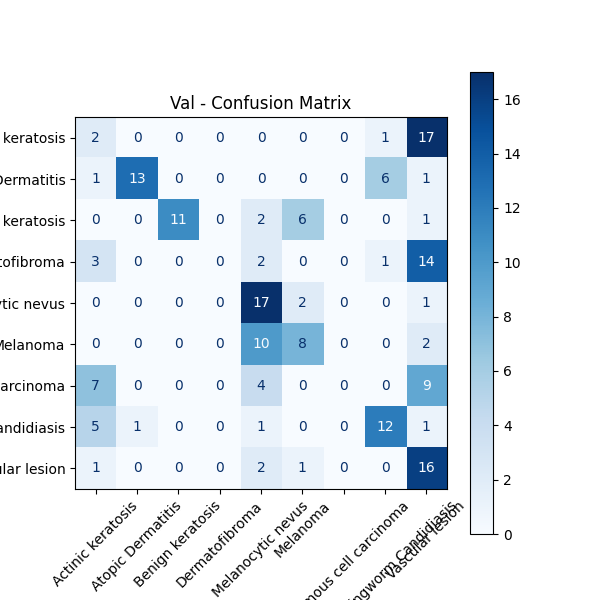 Val - Confusion Matrix
keratosis 2 0 0 0 0 0 0 1 17
Dermatitis 1 13 0 0 0 0 0 6 1
keratosis 0 0 11 0 2 6 0 0 1
tofibroma 3 0 0 0 2 0 0 1 14
ytic nevus 0 0 0 0 17 2 0 0 1
Melanoma 0 0 0 0 10 8 0 0 2
arcinoma 7 0 0 0 4 0 0 0 9
andidiasis 5 1 0 0 1 0 0 12 1
ular lesion 1 0 0 0 2 1 0 0 16
Actinic keratosis
Atopic Dermatitis
Benign keratosis
Dermatofibroma
Melanocytic nevus
Melanoma
mous cell carcinoma
ingworm Candidiasis
Vascular lesion
16
14
12
10
8
6
4
2
0